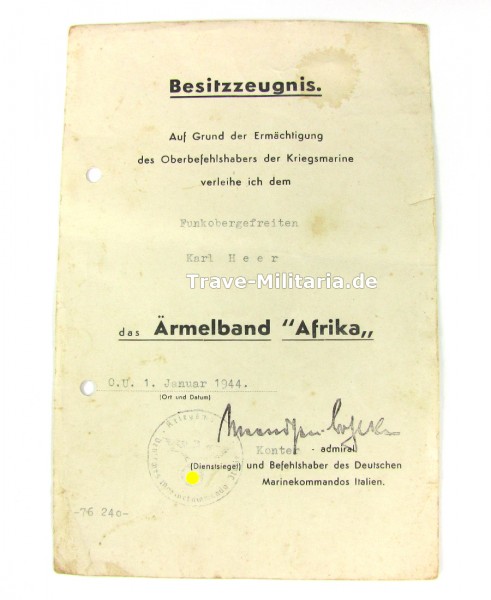 Besitzzeugnis.
Auf Grund der Ermächtigung
des Oberbefehlshabers der Kriegsmarine
verleihe ich dem
Funkobergefreiten
Karl Heer
Trave-Militaria.de
das Ärmelband "Afrika„
O.U. 1. Januar 1944.
(Ort und Datum)
Konter - admiral
(Dienstsiegel) und Befehlshaber des Deutschen
Marinekommandos Italien.
-76 240-